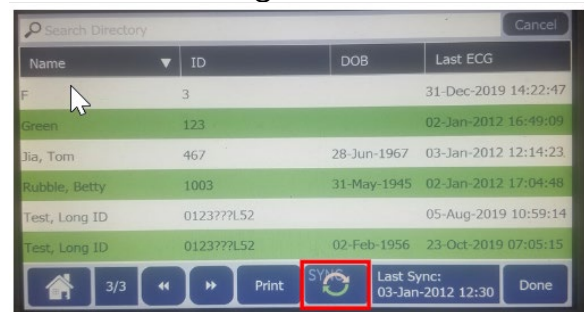 Search Directory Cancel
Name ID DOB Last ECG
F 3 31-Dec-2019 14:22:47
Green 123 02-Jan-2012 16:49:09
Jia, Tom 467 28-Jun-1967 03-Jan-2012 12:14:23
Rubble, Betty 1003 31-May-1945 02-Jan-2012 17:04:48
Test, Long ID 0123???L52 05-Aug-2019 10:59:14
Test, Long ID 0123???L52 02-Feb-1956 23-Oct-2019 07:05:15
3/3 Print SYNC Last Sync: Done
03-Jan-2012 12:30